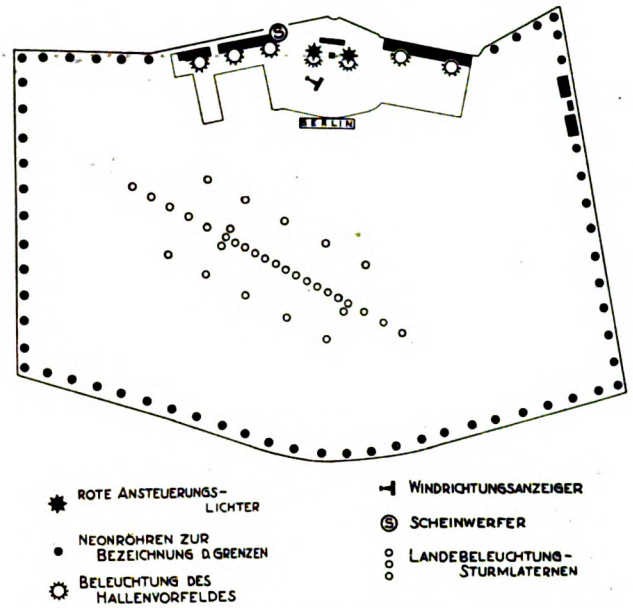 S
BERLIN
ROTE ANSTEUERUNGS-
LICHTER
NEONRÖHREN ZUR
BEZEICHNUNG D. GRENZEN
BELEUCHTUNG DES
HALLENVORFELDES
WINDRICHTUNGSANZEIGER
S SCHEINWERFER
LANDEBELEUCHTUNG-
STURMLATERNEN